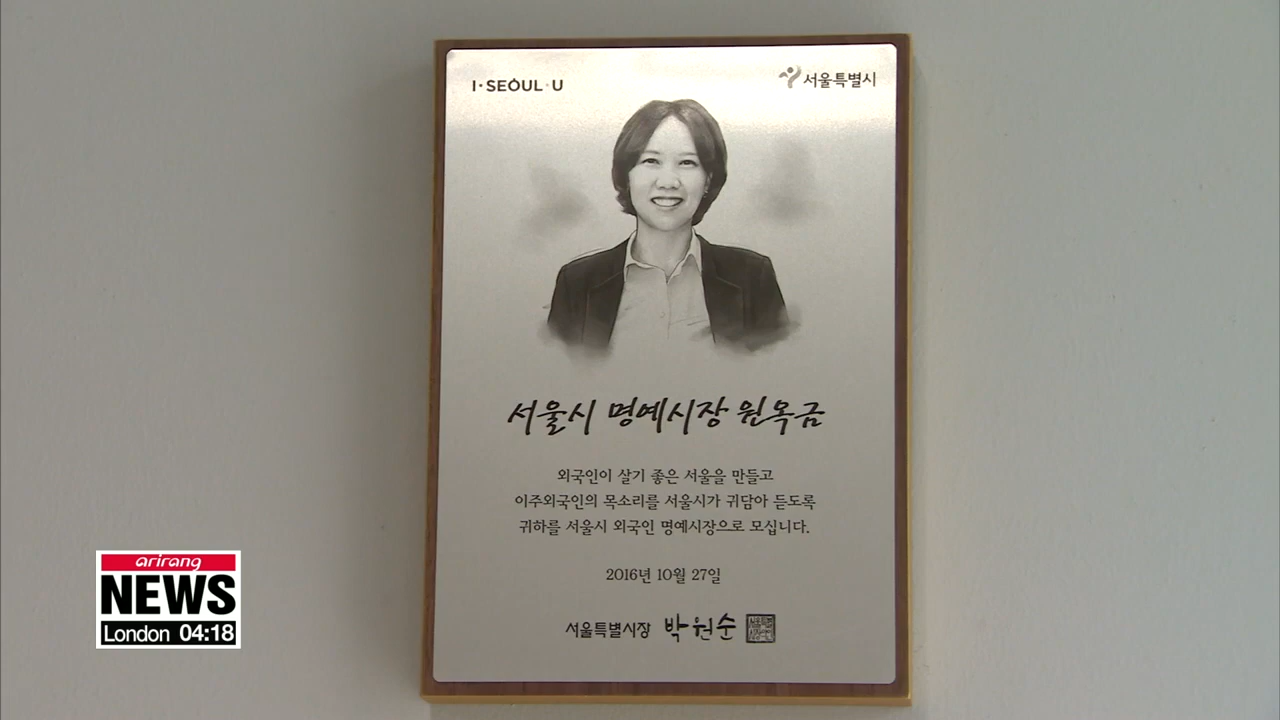 I·SEOUL·U
서울특별시
서울시 명예시장 원옥금
외국인이 살기 좋은 서울을 만들고
이주외국인의 목소리를 서울시가 귀담아 듣도록
귀하를 서울시 외국인 명예시장으로 모십니다.
2016년 10월 27일
서울특별시장 박원순
arirang
NEWS
London 04:18